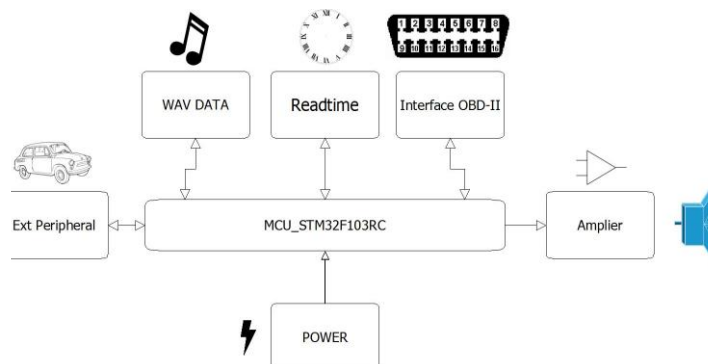 1 2 3 4 5 6 7 8
9 10 11 12 13 14 15 16
WAV DATA
Readtime
Interface OBD-II
Ext Peripheral
MCU_STM32F103RC
Amplier
POWER